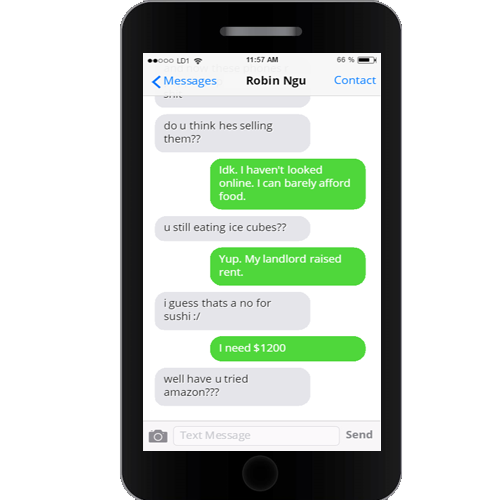 LD1
11:57 AM
66 %
Messages
Robin Ngu
Contact
do u think hes selling
them??
Idk. I haven't looked
online. I can barely afford
food.
u still eating ice cubes??
Yup. My landlord raised
rent.
i guess thats a no for
sushi :/
I need $1200
well have u tried
amazon???
Text Message
Send